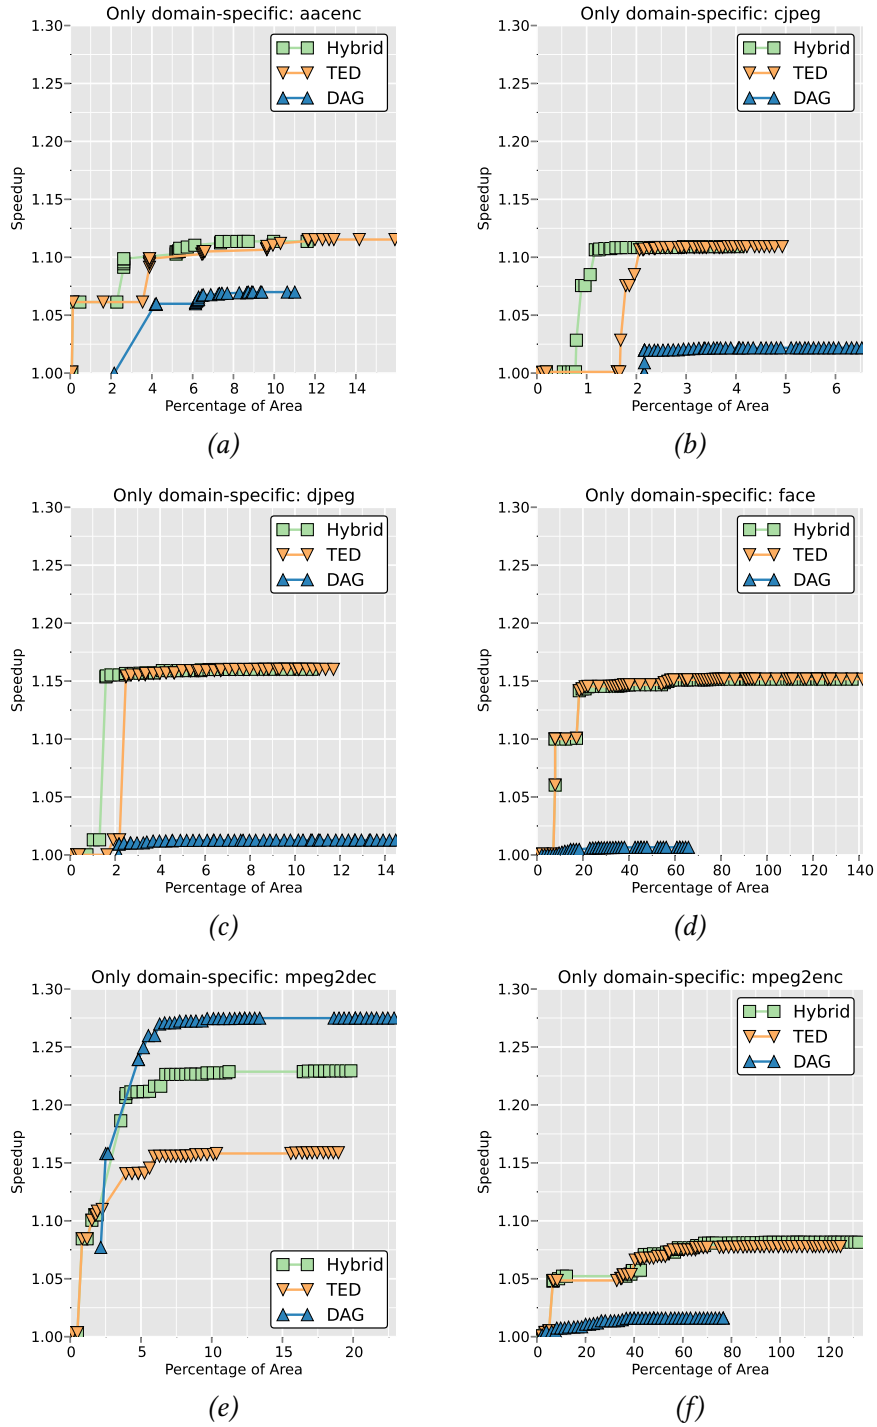 Only domain-specific: aacenc
1.30
1.25
1.20
1.15
1.10
1.05
1.00
Speedup
Hybrid
TED
DAG
0 2 4 6 8 10 12 14
Percentage of Area
(a)
Only domain-specific: cjpeg
1.30
1.25
1.20
1.15
1.10
1.05
1.00
Speedup
Hybrid
TED
DAG
0 1 2 3 4 5 6
Percentage of Area
(b)
Only domain-specific: djpeg
1.30
1.25
1.20
1.15
1.10
1.05
1.00
Speedup
Hybrid
TED
DAG
0 2 4 6 8 10 12 14
Percentage of Area
(c)
Only domain-specific: face
1.30
1.25
1.20
1.15
1.10
1.05
1.00
Speedup
Hybrid
TED
DAG
0 20 40 60 80 100 120 140
Percentage of Area
(d)
Only domain-specific: mpeg2dec
1.30
1.25
1.20
1.15
1.10
1.05
1.00
Speedup
Hybrid
TED
DAG
0 5 10 15 20
Percentage of Area
(e)
Only domain-specific: mpeg2enc
1.30
1.25
1.20
1.15
1.10
1.05
1.00
Speedup
Hybrid
TED
DAG
0 20 40 60 80 100 120
Percentage of Area
(f)